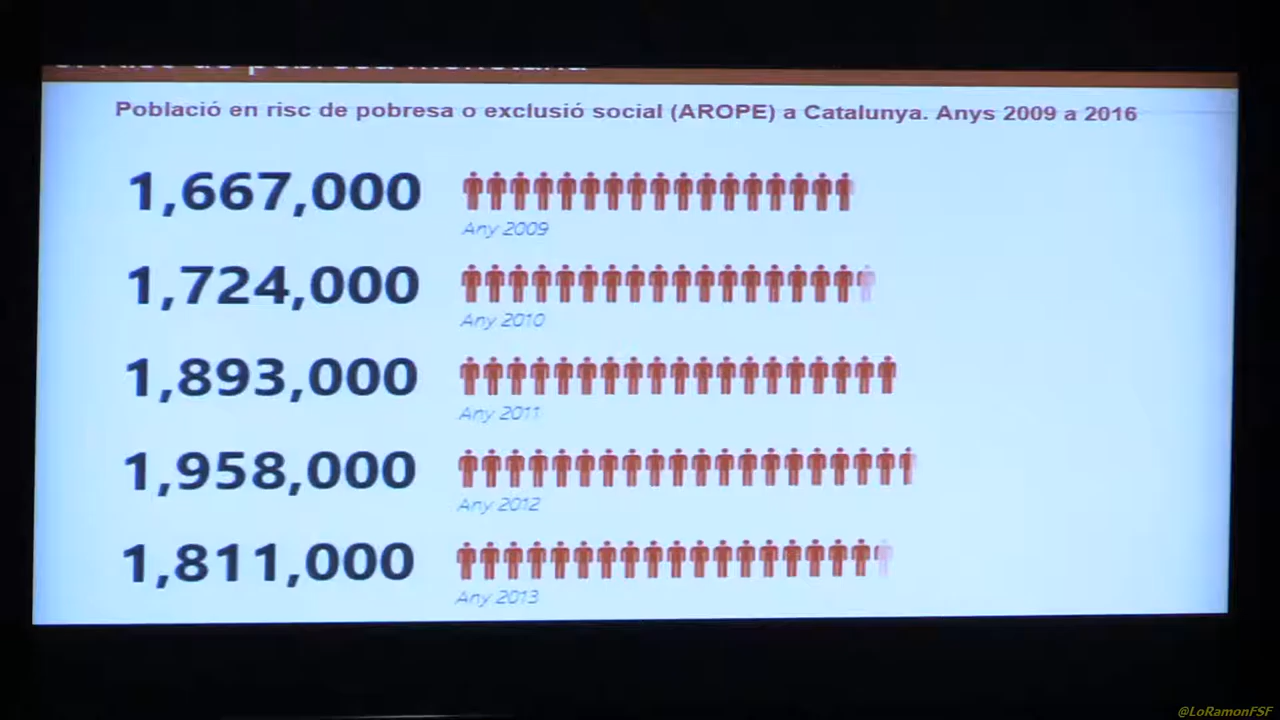 Població en risc de pobresa o exclusió social (AROPE) a Catalunya. Anys 2009 a 2016
1,667,000
Any 2009
1,724,000
Any 2010
1,893,000
Any 2011
1,958,000
Any 2012
1,811,000
Any 2013
@LoRamonFSF